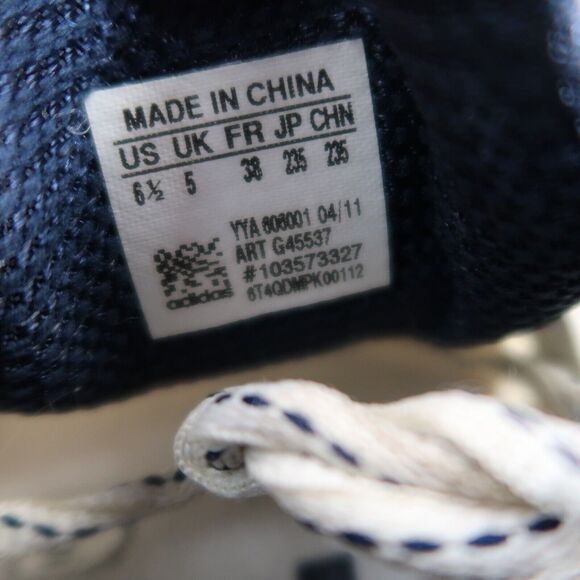 MADE IN CHINA
US UK FR JP CHN
6½ 5 38 235 235
YYA 606001 04/11
ART G45537
#103573327
6T4QDMPK00112
adidas